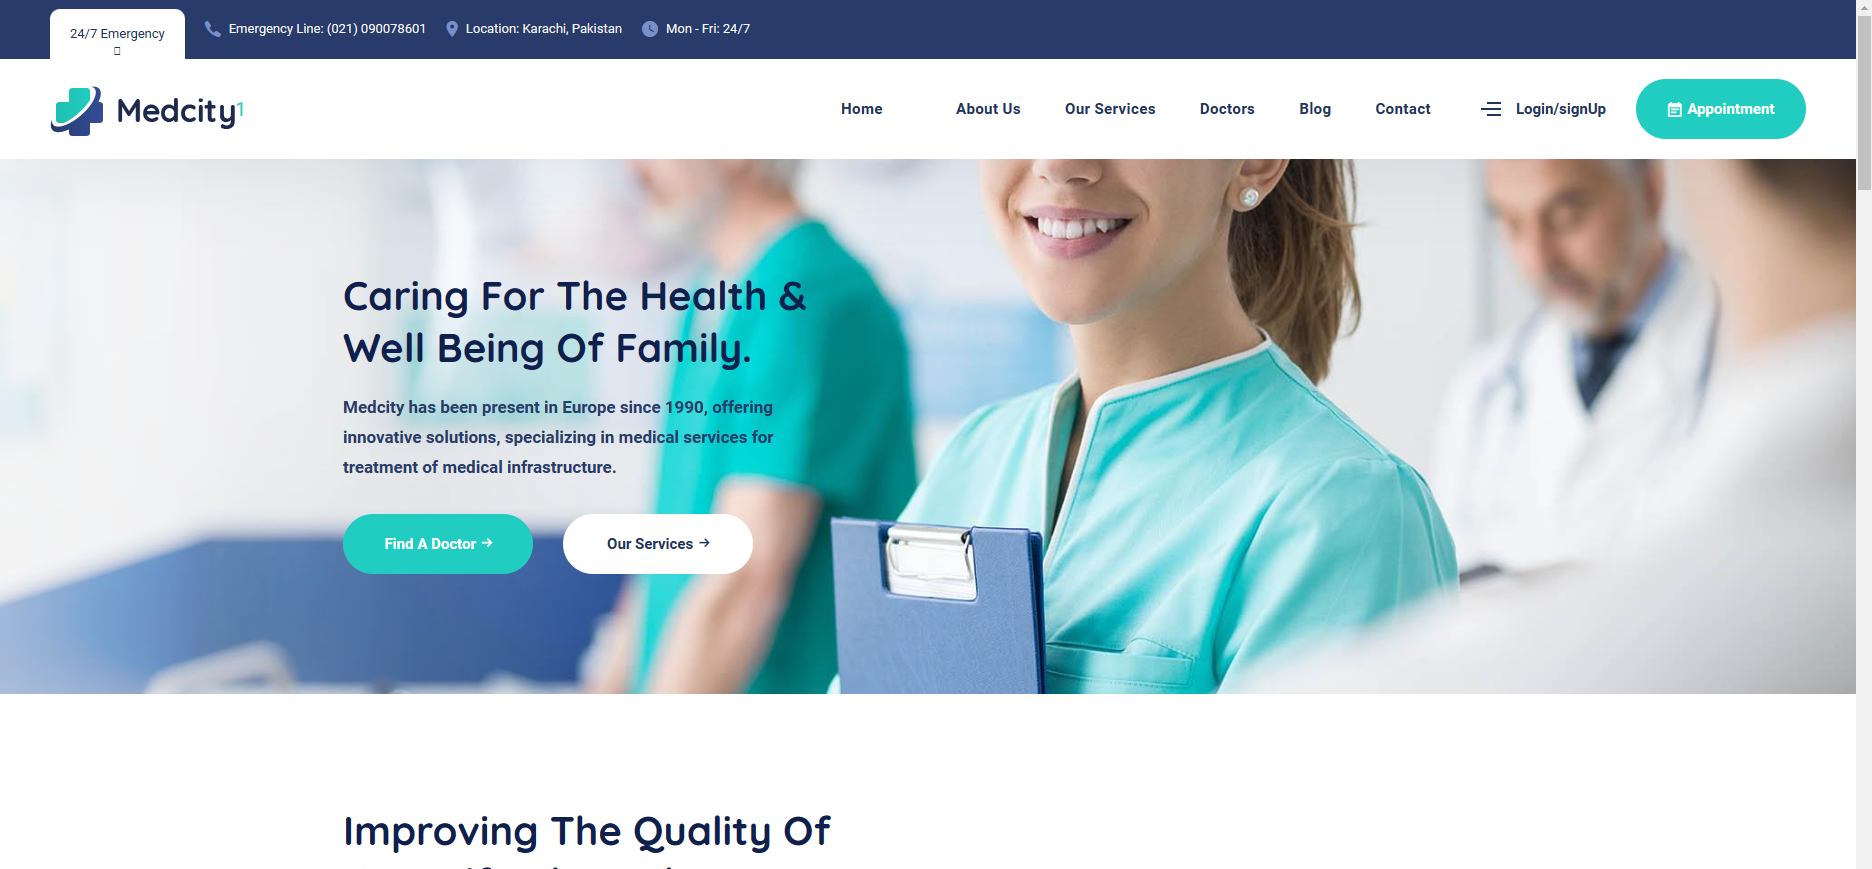 24/7 Emergency
Emergency Line: (021) 090078601
Location: Karachi, Pakistan
Mon - Fri: 24/7
Medcity1
Home
About Us
Our Services
Doctors
Blog
Contact
Login/signUp
Appointment
Caring For The Health &
Well Being Of Family.
Medcity has been present in Europe since 1990, offering
innovative solutions, specializing in medical services for
treatment of medical infrastructure.
Find A Doctor →
Our Services →
Improving The Quality Of